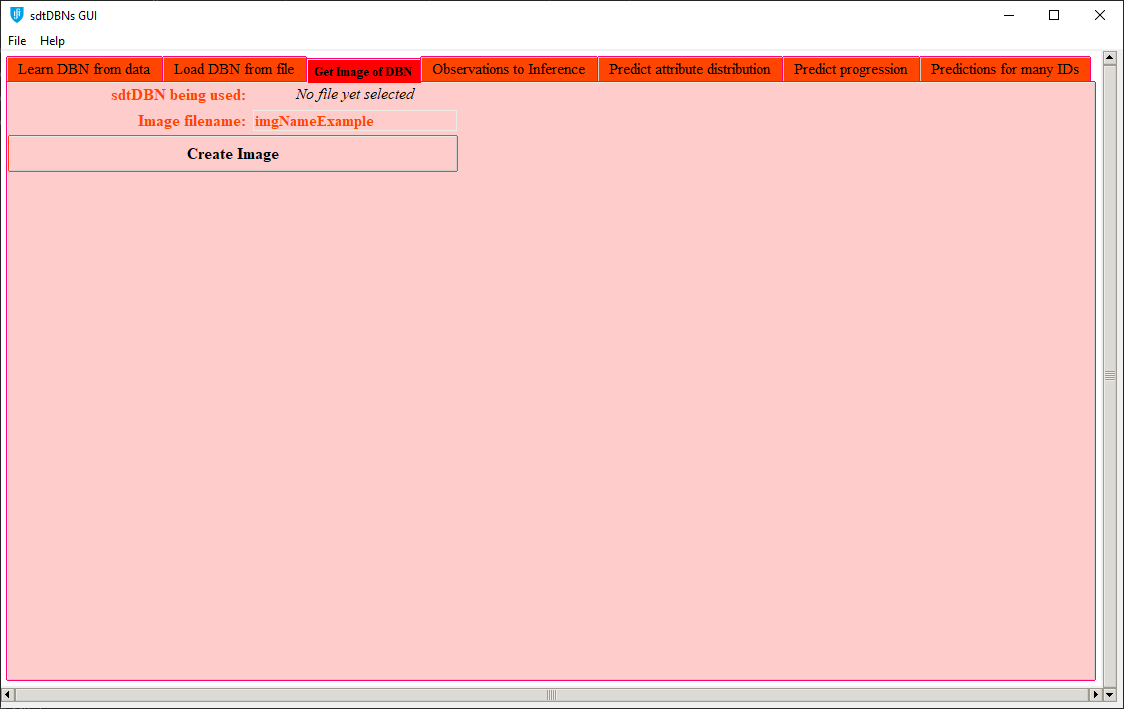 sdtDBNs GUI
File Help
Learn DBN from data Load DBN from file Get Image of DBN Observations to Inference Predict attribute distribution Predict progression Predictions for many IDs
sdtDBN being used: No file yet selected
Image filename: imgNameExample
Create Image